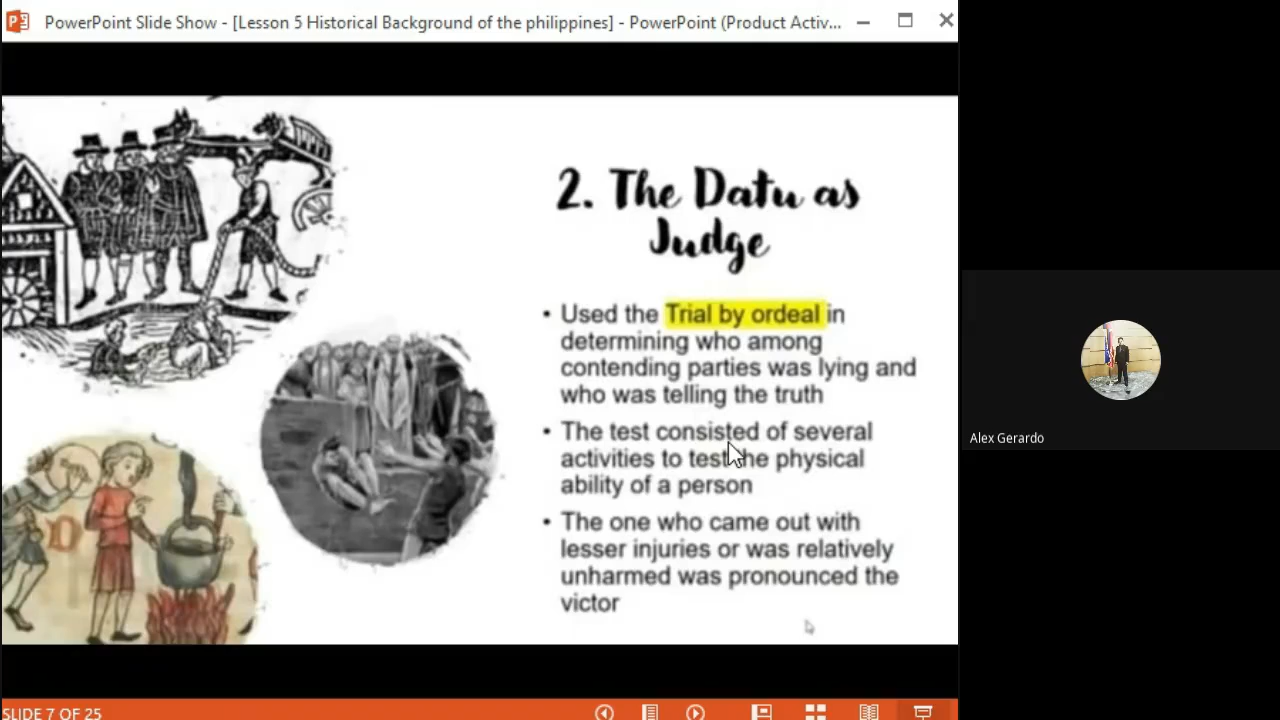 PowerPoint Slide Show - [Lesson 5 Historical Background of the philippines] - PowerPoint (Product Activ...
2. The Datu as
Judge
• Used the Trial by ordeal in
determining who among
contending parties was lying and
who was telling the truth
• The test consisted of several
activities to test the physical
ability of a person
• The one who came out with
lesser injuries or was relatively
unharmed was pronounced the
victor
Alex Gerardo
SLIDE 7 OF 25